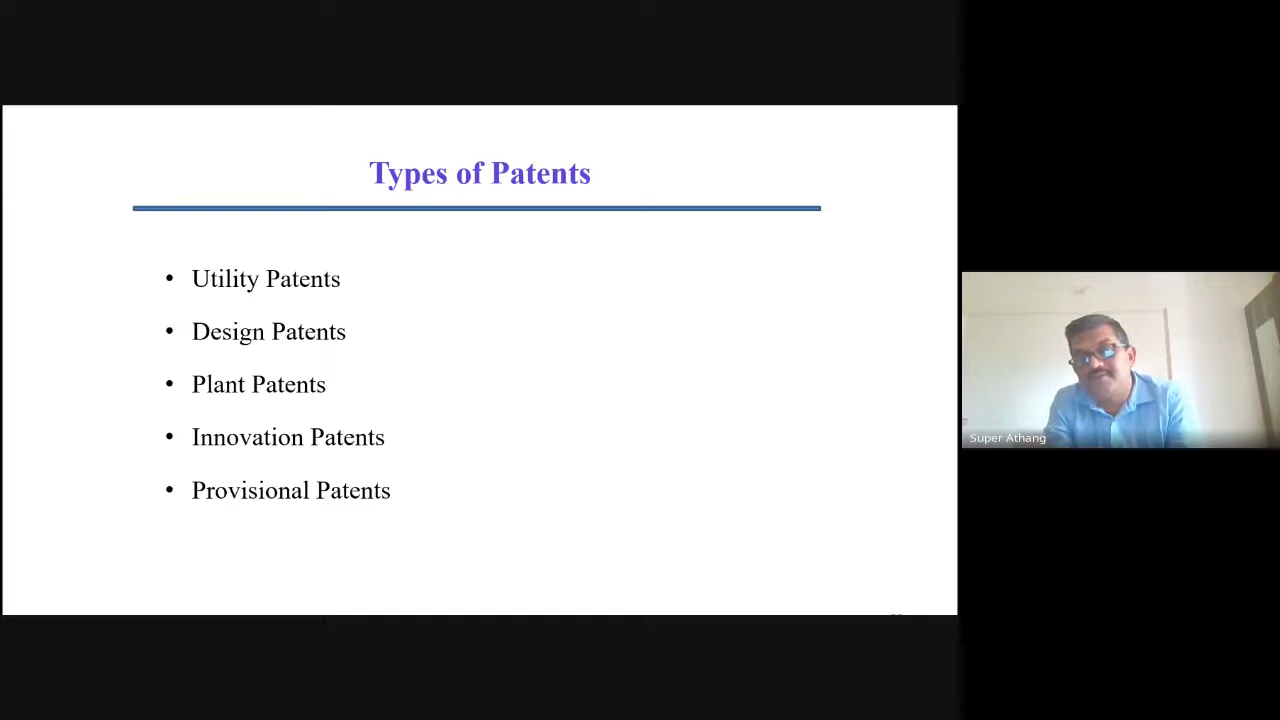 Types of Patents
• Utility Patents
• Design Patents
• Plant Patents
• Innovation Patents
• Provisional Patents
Super Athang